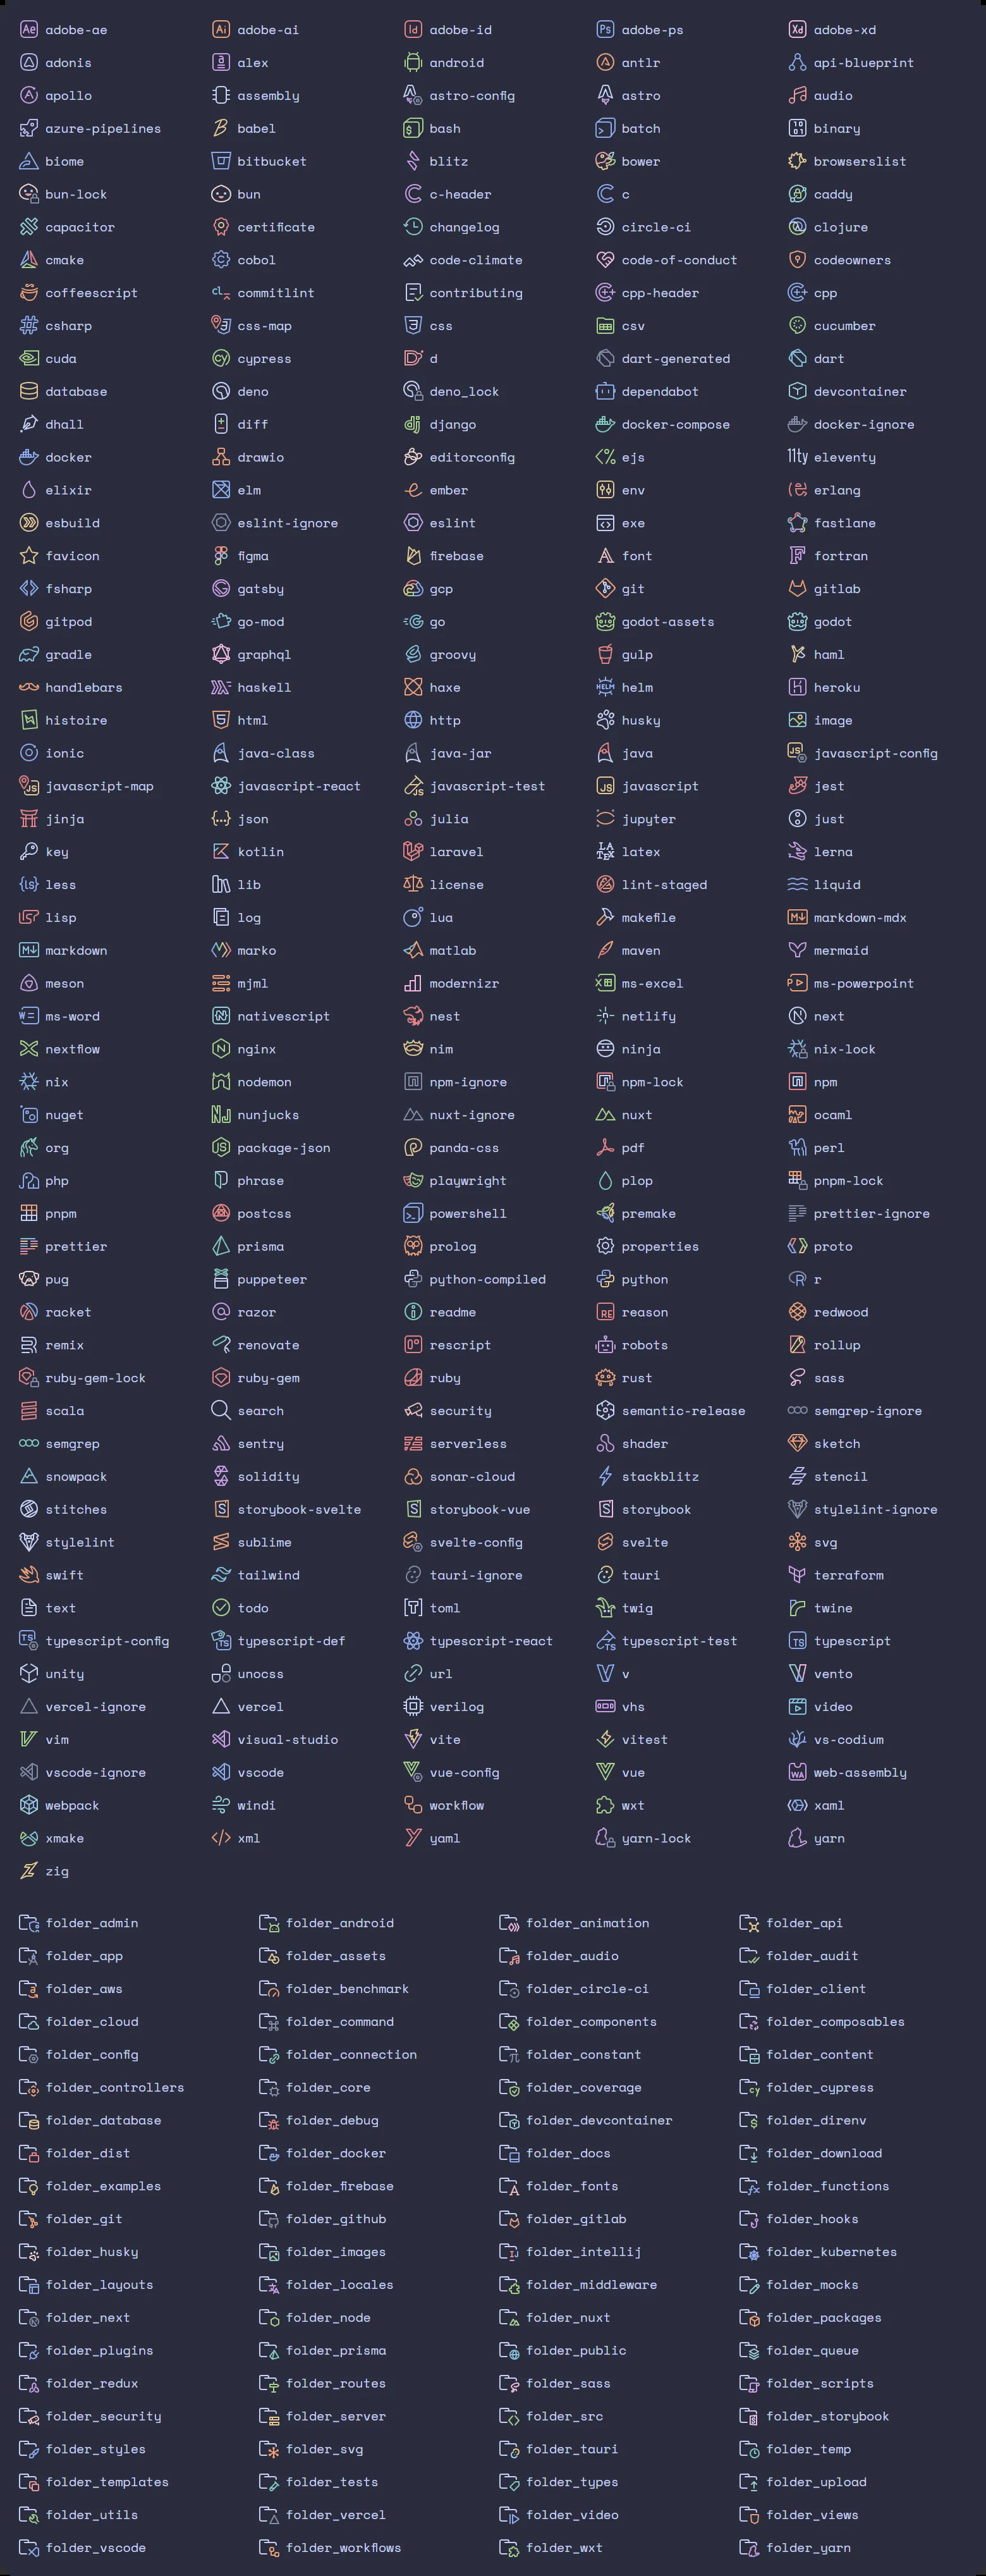 adobe-ae adobe-ai adobe-id adobe-ps adobe-xd
adonis alex android antlr api-blueprint
apollo assembly astro-config astro audio
azure-pipelines babel bash batch binary
biome bitbucket blitz bower browserslist
bun-lock bun c-header c caddy
capacitor certificate changelog circle-ci clojure
cmake cobol code-climate code-of-conduct codeowners
coffeescript commitlint contributing cpp-header cpp
csharp css-map css csv cucumber
cuda cypress d dart-generated dart
database deno deno_lock dependabot devcontainer
dhall diff django docker-compose docker-ignore
docker drawio editorconfig ejs eleventy
elixir elm ember env erlang
esbuild eslint-ignore eslint exe fastlane
favicon figma firebase font fortran
fsharp gatsby gcp git gitlab
gitpod go-mod go godot-assets godot
gradle graphql groovy gulp haml
handlebars haskell haxe helm heroku
histoire html http husky image
ionic java-class java-jar java javascript-config
javascript-map javascript-react javascript-test javascript jest
jinja json julia jupyter just
key kotlin laravel latex lerna
less lib license lint-staged liquid
lisp log lua makefile markdown-mdx
markdown marko matlab maven mermaid
meson mjml modernizr ms-excel ms-powerpoint
ms-word nativescript nest netlify next
nextflow nginx nim ninja nix-lock
nix nodemon npm-ignore npm-lock npm
nuget nunjucks nuxt-ignore nuxt ocaml
org package-json panda-css pdf perl
php phrase playwright plop pnpm-lock
pnpm postcss powershell premake prettier-ignore
prettier prisma prolog properties proto
pug puppeteer python-compiled python r
racket razor readme reason redwood
remix renovate rescript robots rollup
ruby-gem-lock ruby-gem ruby rust sass
scala search security semantic-release semgrep-ignore
semgrep sentry serverless shader sketch
snowpack solidity sonar-cloud stackblitz stencil
stitches storybook-svelte storybook-vue storybook stylelint-ignore
stylelint sublime svelte-config svelte svg
swift tailwind tauri-ignore tauri terraform
text todo toml twig twine
typescript-config typescript-def typescript-react typescript-test typescript
unity unocss url v vento
vercel-ignore vercel verilog vhs video
vim visual-studio vite vitest vs-codium
vscode-ignore vscode vue-config vue web-assembly
webpack windi workflow wxt xaml
xmake xml yaml yarn-lock yarn
zig
folder_admin folder_android folder_animation folder_api
folder_app folder_assets folder_audio folder_audit
folder_aws folder_benchmark folder_circle-ci folder_client
folder_cloud folder_command folder_components folder_composables
folder_config folder_connection folder_constant folder_content
folder_controllers folder_core folder_coverage folder_cypress
folder_database folder_debug folder_devcontainer folder_direnv
folder_dist folder_docker folder_docs folder_download
folder_examples folder_firebase folder_fonts folder_functions
folder_git folder_github folder_gitlab folder_hooks
folder_husky folder_images folder_intellij folder_kubernetes
folder_layouts folder_locales folder_middleware folder_mocks
folder_next folder_node folder_nuxt folder_packages
folder_plugins folder_prisma folder_public folder_queue
folder_redux folder_routes folder_sass folder_scripts
folder_security folder_server folder_src folder_storybook
folder_styles folder_svg folder_tauri folder_temp
folder_templates folder_tests folder_types folder_upload
folder_utils folder_vercel folder_video folder_views
folder_vscode folder_workflows folder_wxt folder_yarn